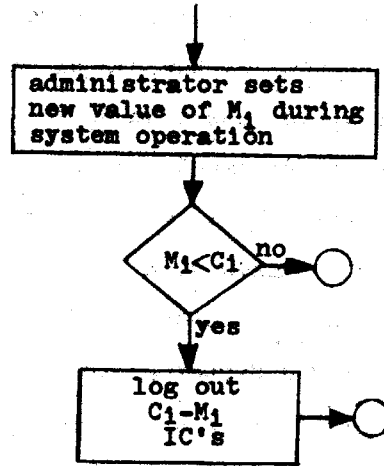 administrator sets
new value of Mi during
system operation
Mi<Ci
no
yes
log out
Ci-Mi
IC's